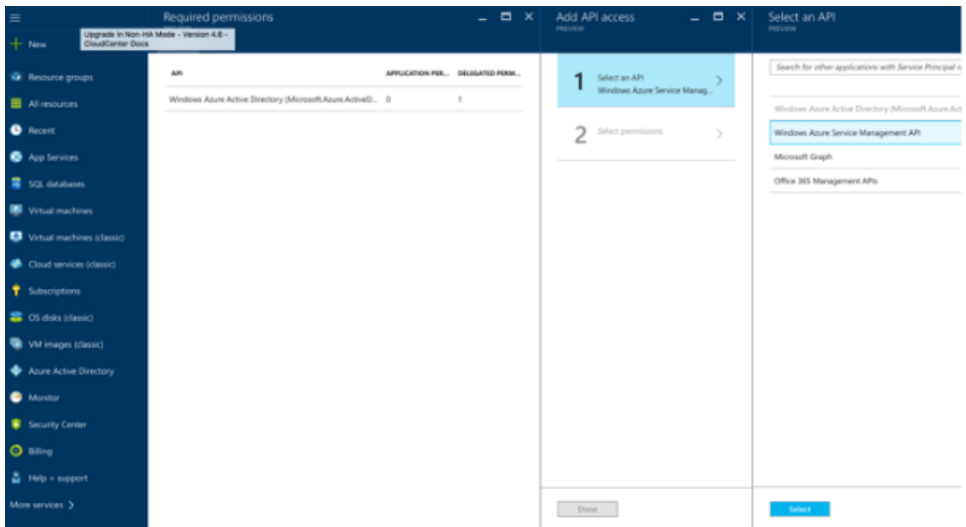 Required permissions
Upgrade in Non-HA Mode - Version 4.6 -
CloudCenter Docs
New
Resource groups
All resources
Recent
App Services
SQL databases
Virtual machines
Virtual machines (classic)
Cloud services (classic)
Subscriptions
OS disks (classic)
VM images (classic)
Azure Active Directory
Monitor
Security Center
Billing
Help + support
More services
API APPLICATION PER... DELEGATED PERM...
Windows Azure Active Directory (Microsoft.Azure.ActiveD... 0 1
Add API access
PREVIEW
1 Select an API
Windows Azure Service Manag...
2 Select permissions
Done
Select an API
PREVIEW
Search for other applications with Service Principal n
Windows Azure Active Directory (Microsoft.Azure.Act
Windows Azure Service Management API
Microsoft Graph
Office 365 Management APIs
Select